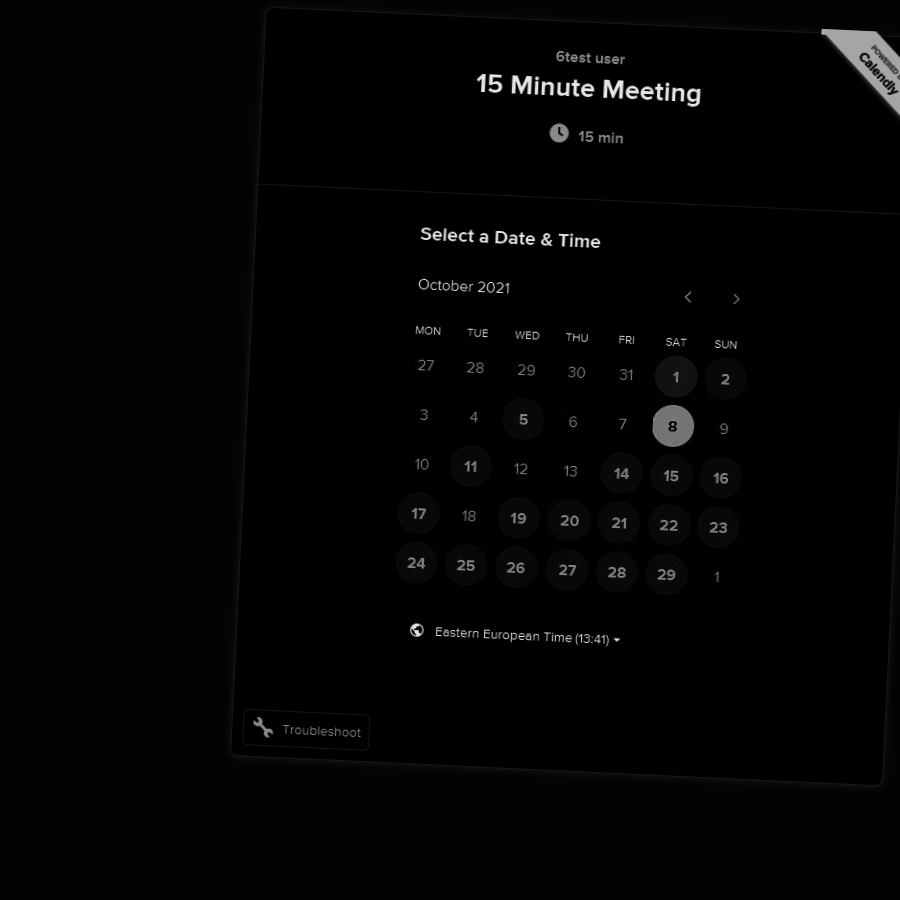 6test user
15 Minute Meeting
15 min
POWERED
Calendly
Select a Date & Time
October 2021
MON TUE WED THU FRI SAT SUN
27 28 29 30 31 1 2
3 4 5 6 7 8 9
10 11 12 13 14 15 16
17 18 19 20 21 22 23
24 25 26 27 28 29 1
Eastern European Time (13:41)
Troubleshoot